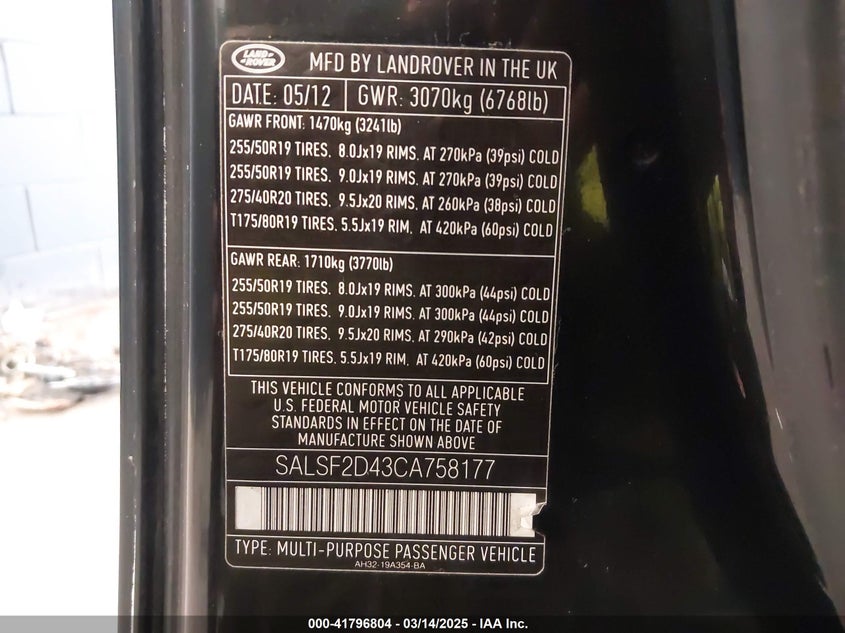 LAND-
-ROVER
MFD BY LANDROVER IN THE UK
DATE: 05/12 GWR: 3070kg (6768lb)
GAWR FRONT: 1470kg (3241lb)
255/50R19 TIRES. 8.0Jx19 RIMS. AT 270kPa (39psi) COLD
255/50R19 TIRES. 9.0Jx19 RIMS. AT 270kPa (39psi) COLD
275/40R20 TIRES. 9.5Jx20 RIMS. AT 260kPa (38psi) COLD
T175/80R19 TIRES. 5.5Jx19 RIM. AT 420kPa (60psi) COLD
GAWR REAR: 1710kg (3770lb)
255/50R19 TIRES. 8.0Jx19 RIMS. AT 300kPa (44psi) COLD
255/50R19 TIRES. 9.0Jx19 RIMS. AT 300kPa (44psi) COLD
275/40R20 TIRES. 9.5Jx20 RIMS. AT 290kPa (42psi) COLD
T175/80R19 TIRES. 5.5Jx19 RIM. AT 420kPa (60psi) COLD
THIS VEHICLE CONFORMS TO ALL APPLICABLE
U.S. FEDERAL MOTOR VEHICLE SAFETY
STANDARDS IN EFFECT ON THE DATE OF
MANUFACTURE SHOWN ABOVE
SALSF2D43CA758177
TYPE: MULTI-PURPOSE PASSENGER VEHICLE
AH32-19A354-BA
000-41796804 - 03/14/2025 - IAA Inc.